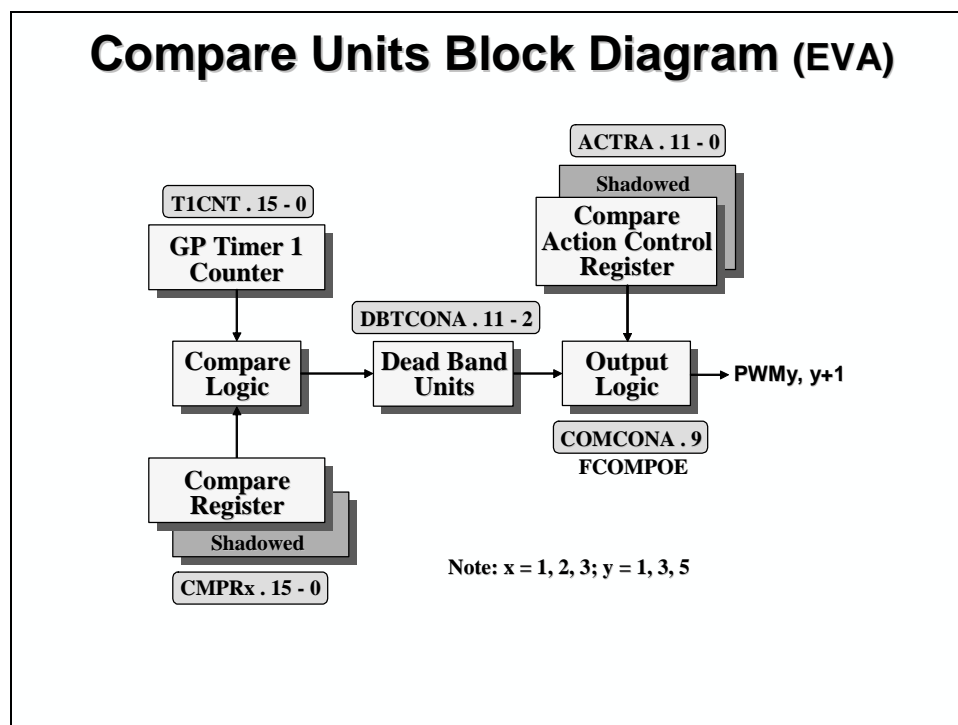 Compare Units Block Diagram (EVA)
ACTRA . 11 - 0
Shadowed
Compare
Action Control
Register
T1CNT . 15 - 0
GP Timer 1
Counter
DBTCONA . 11 - 2
Compare
Logic
Dead Band
Units
Output
Logic
PWMy, y+1
COMCONA . 9
FCOMPOE
Compare
Register
Shadowed
CMPRx . 15 - 0
Note: x = 1, 2, 3; y = 1, 3, 5